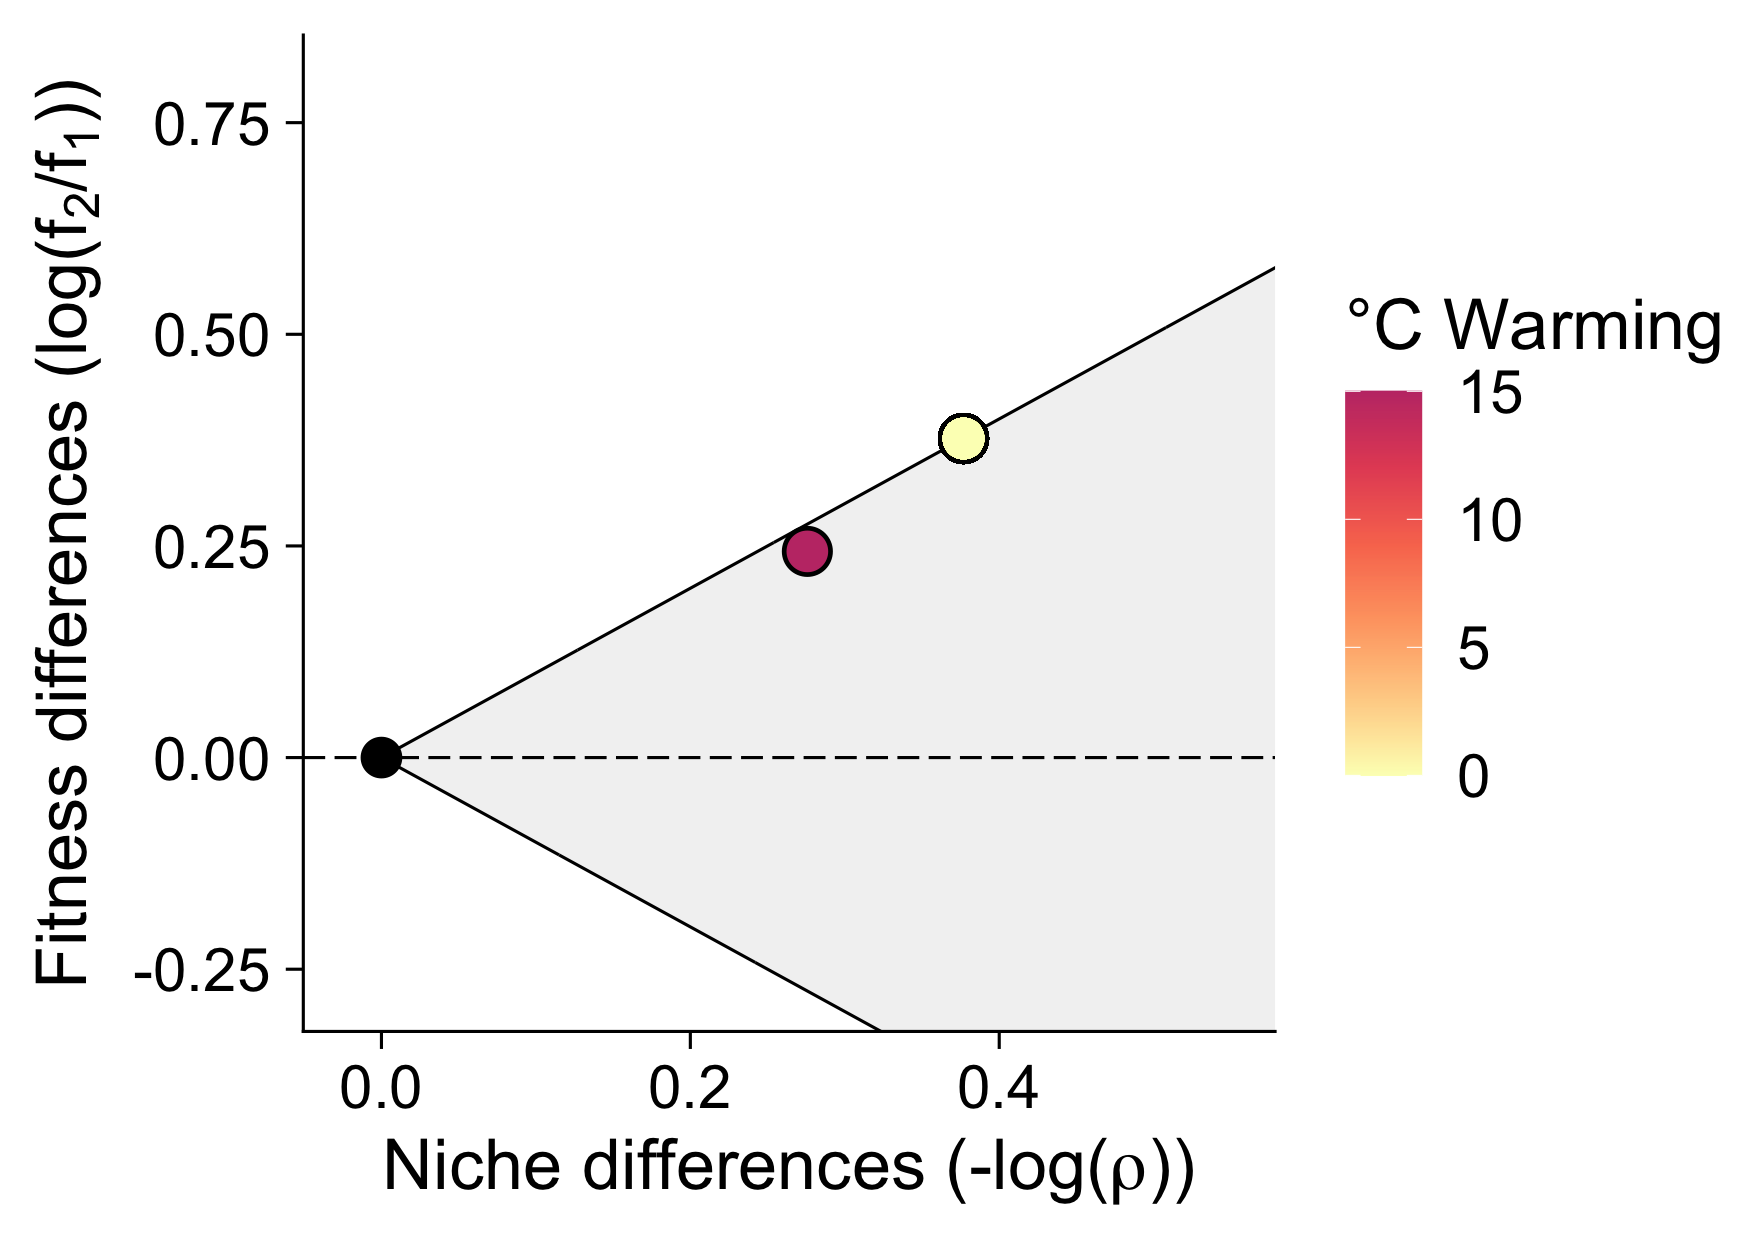 Fitness differences (log(f₂/f₁))
0.75
0.50
0.25
0.00
-0.25
0.0 0.2 0.4
Niche differences (-log(ρ))
°C Warming
15
10
5
0